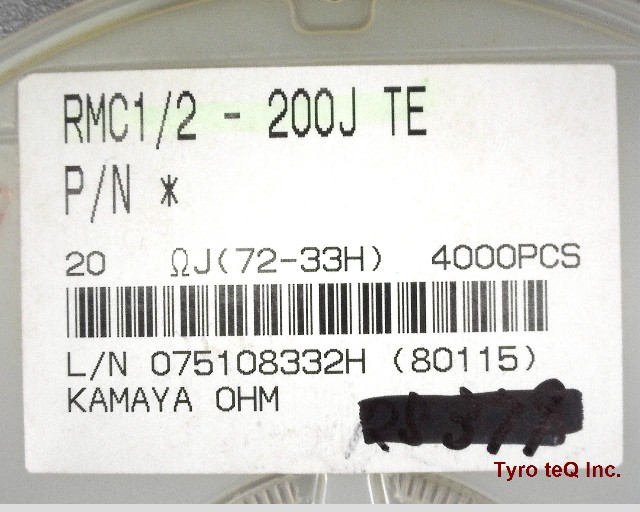 RMC1/2 - 200J TE
P/N *
20 ΩJ(72-33H) 4000PCS
L/N 075108332H (80115)
KAMAYA OHM
Tyro teQ Inc.